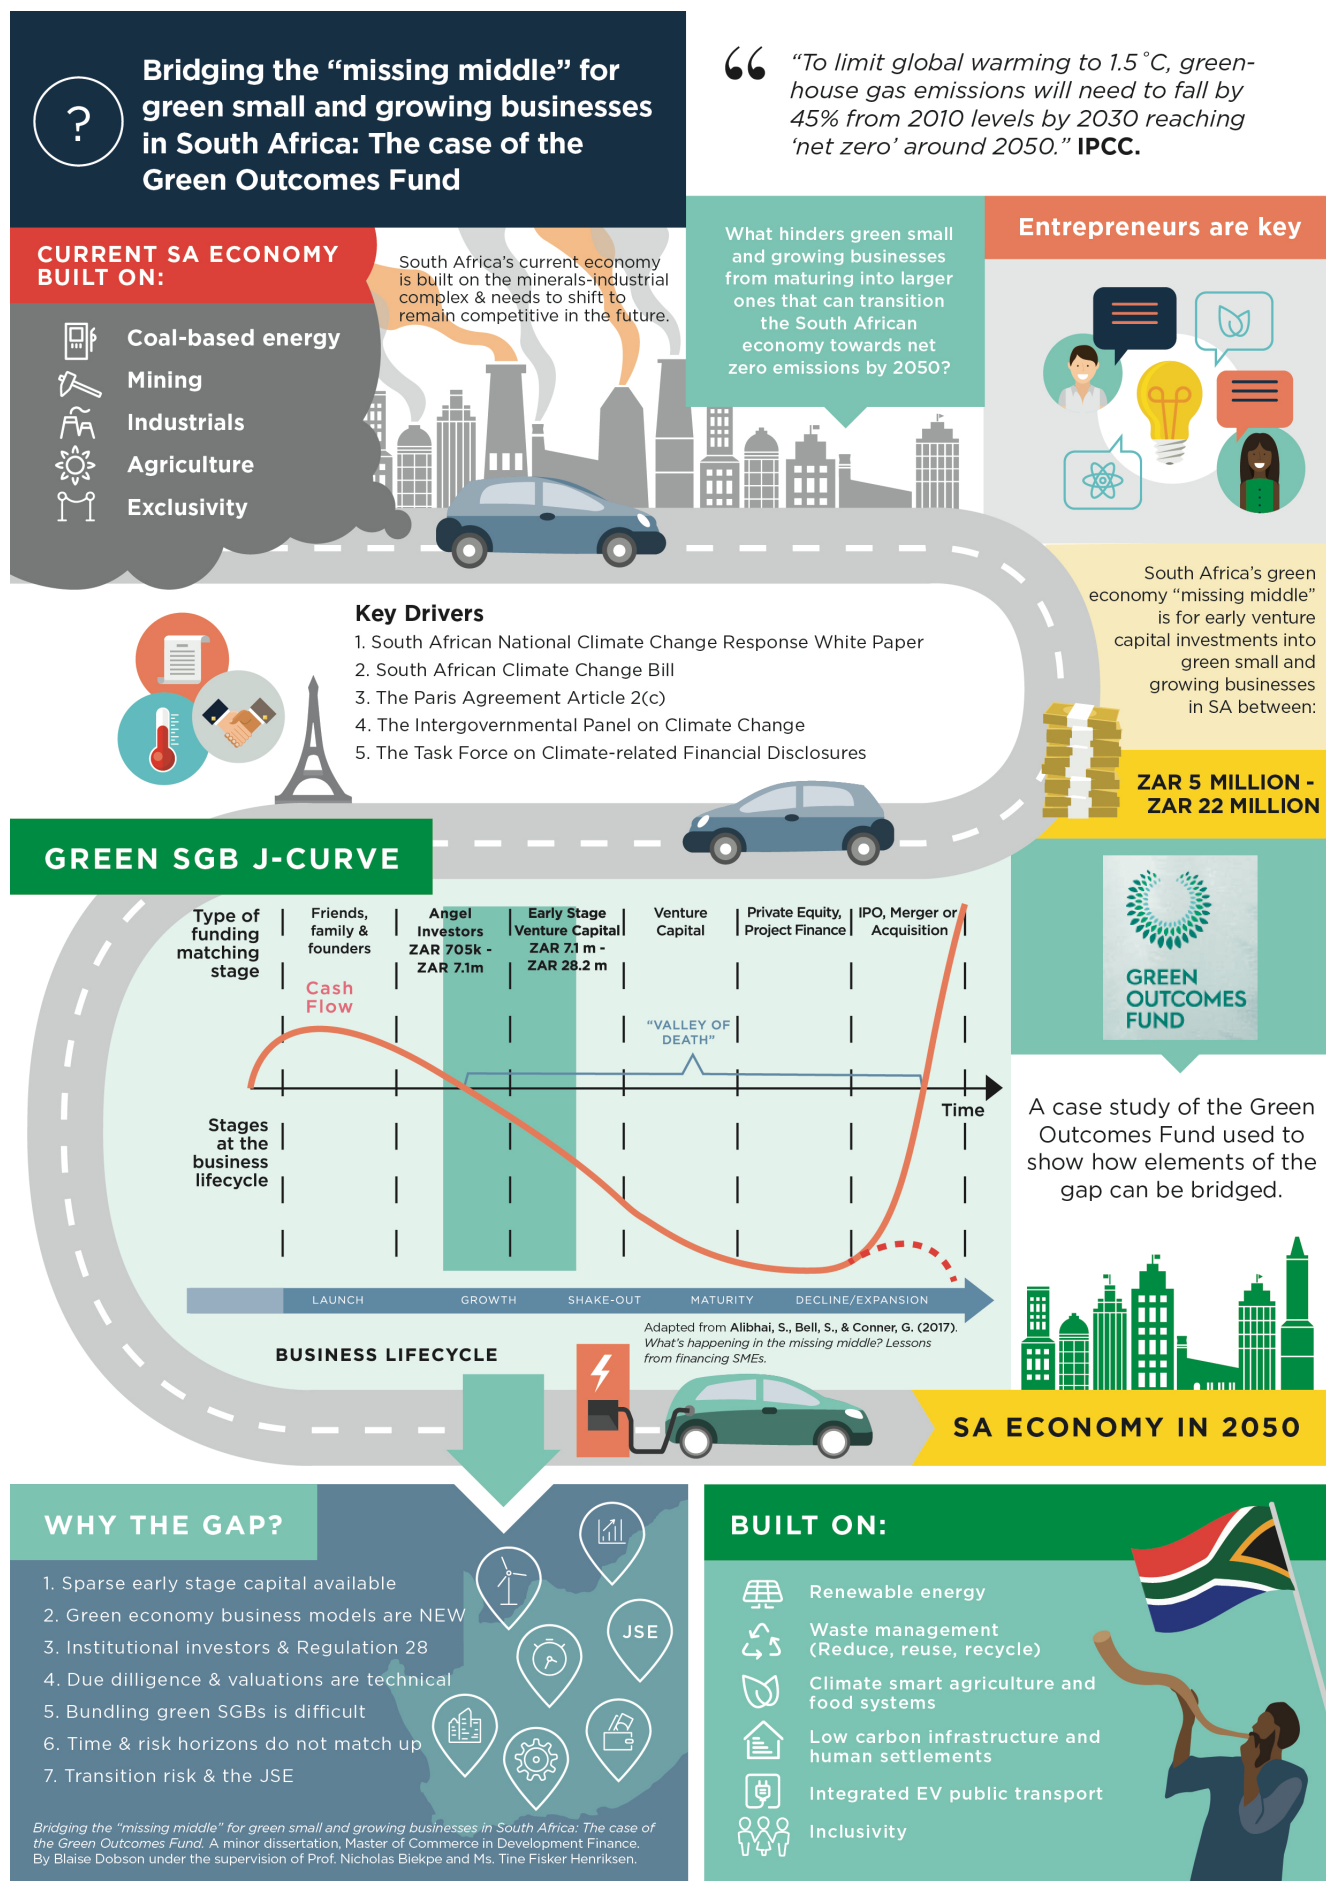 Bridging the “missing middle” for
green small and growing businesses
in South Africa: The case of the
Green Outcomes Fund
?
“To limit global warming to 1.5˚C, green-
house gas emissions will need to fall by
45% from 2010 levels by 2030 reaching
‘net zero’ around 2050.” IPCC.
CURRENT SA ECONOMY
BUILT ON:
Coal-based energy
Mining
Industrials
Agriculture
Exclusivity
South Africa's current economy
is built on the minerals-industrial
complex & needs to shift to
remain competitive in the future.
What hinders green small
and growing businesses
from maturing into larger
ones that can transition
the South African
economy towards net
zero emissions by 2050?
Entrepreneurs are key
South Africa's green
economy “missing middle”
is for early venture
capital investments into
green small and
growing businesses
in SA between:
ZAR 5 MILLION -
ZAR 22 MILLION
Key Drivers
1. South African National Climate Change Response White Paper
2. South African Climate Change Bill
3. The Paris Agreement Article 2(c)
4. The Intergovernmental Panel on Climate Change
5. The Task Force on Climate-related Financial Disclosures
GREEN SGB J-CURVE
Type of
funding
matching
stage
Friends,
family &
founders
Angel
Investors
ZAR 705k -
ZAR 7.1m
Early Stage
Venture Capital
ZAR 7.1 m -
ZAR 28.2 m
Venture
Capital
Private Equity,
Project Finance
IPO, Merger or
Acquisition
Cash
Flow
“VALLEY OF
DEATH”
Time
Stages
at the
business
lifecycle
LAUNCH
GROWTH
SHAKE-OUT
MATURITY
DECLINE/EXPANSION
BUSINESS LIFECYCLE
Adapted from Alibhai, S., Bell, S., & Conner, G. (2017).
What's happening in the missing middle? Lessons
from financing SMEs.
GREEN
OUTCOMES
FUND
A case study of the Green
Outcomes Fund used to
show how elements of the
gap can be bridged.
SA ECONOMY IN 2050
WHY THE GAP?
1. Sparse early stage capital available
2. Green economy business models are NEW
3. Institutional investors & Regulation 28
4. Due dilligence & valuations are technical
5. Bundling green SGBs is difficult
6. Time & risk horizons do not match up
7. Transition risk & the JSE
JSE
Bridging the “missing middle” for green small and growing businesses in South Africa: The case of
the Green Outcomes Fund. A minor dissertation, Master of Commerce in Development Finance.
By Blaise Dobson under the supervision of Prof. Nicholas Biekpe and Ms. Tine Fisker Henriksen.
BUILT ON:
Renewable energy
Waste management
(Reduce, reuse, recycle)
Climate smart agriculture and
food systems
Low carbon infrastructure and
human settlements
Integrated EV public transport
Inclusivity